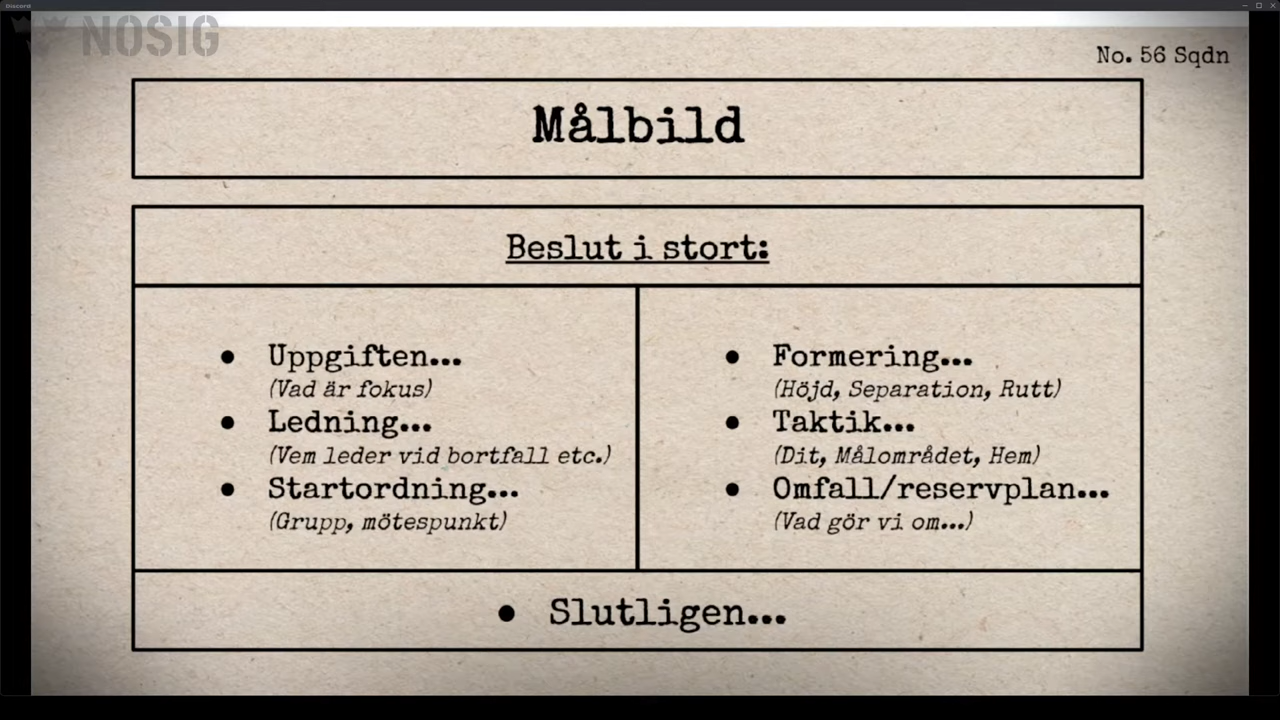 Discord
NOSIG
No. 56 Sqdn
Målbild
Beslut i stort:
● Uppgiften...
(Vad är fokus)
● Ledning...
(Vem leder vid bortfall etc.)
● Startordning...
(Grupp, mötespunkt)
● Formering...
(Höjd, Separation, Rutt)
● Taktik...
(Dit, Målområdet, Hem)
● Omfall/reservplan...
(Vad gör vi om...)
● Slutligen...